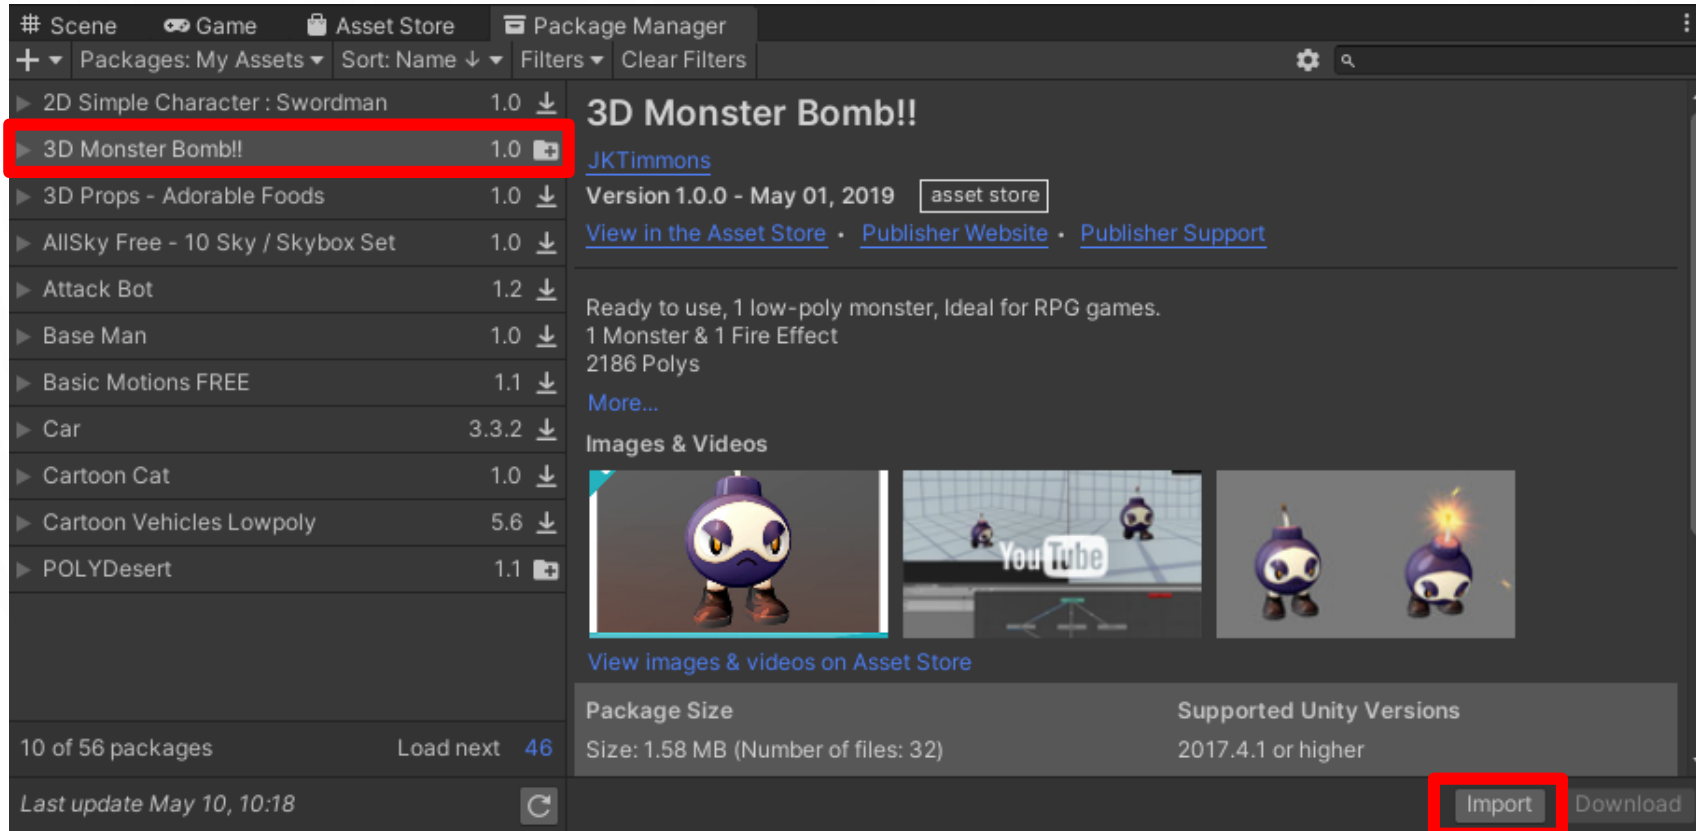 Scene Game Asset Store Package Manager
+ Packages: My Assets Sort: Name ↓ Filters Clear Filters
2D Simple Character : Swordman 1.0
3D Monster Bomb!! 1.0
3D Props - Adorable Foods 1.0
AllSky Free - 10 Sky / Skybox Set 1.0
Attack Bot 1.2
Base Man 1.0
Basic Motions FREE 1.1
Car 3.3.2
Cartoon Cat 1.0
Cartoon Vehicles Lowpoly 5.6
POLYDesert 1.1
10 of 56 packages Load next 46
Last update May 10, 10:18
3D Monster Bomb!!
JKTimmons
Version 1.0.0 - May 01, 2019 asset store
View in the Asset Store • Publisher Website • Publisher Support
Ready to use, 1 low-poly monster, Ideal for RPG games.
1 Monster & 1 Fire Effect
2186 Polys
More...
Images & Videos
YouTube
View images & videos on Asset Store
Package Size Supported Unity Versions
Size: 1.58 MB (Number of files: 32) 2017.4.1 or higher
Import Download